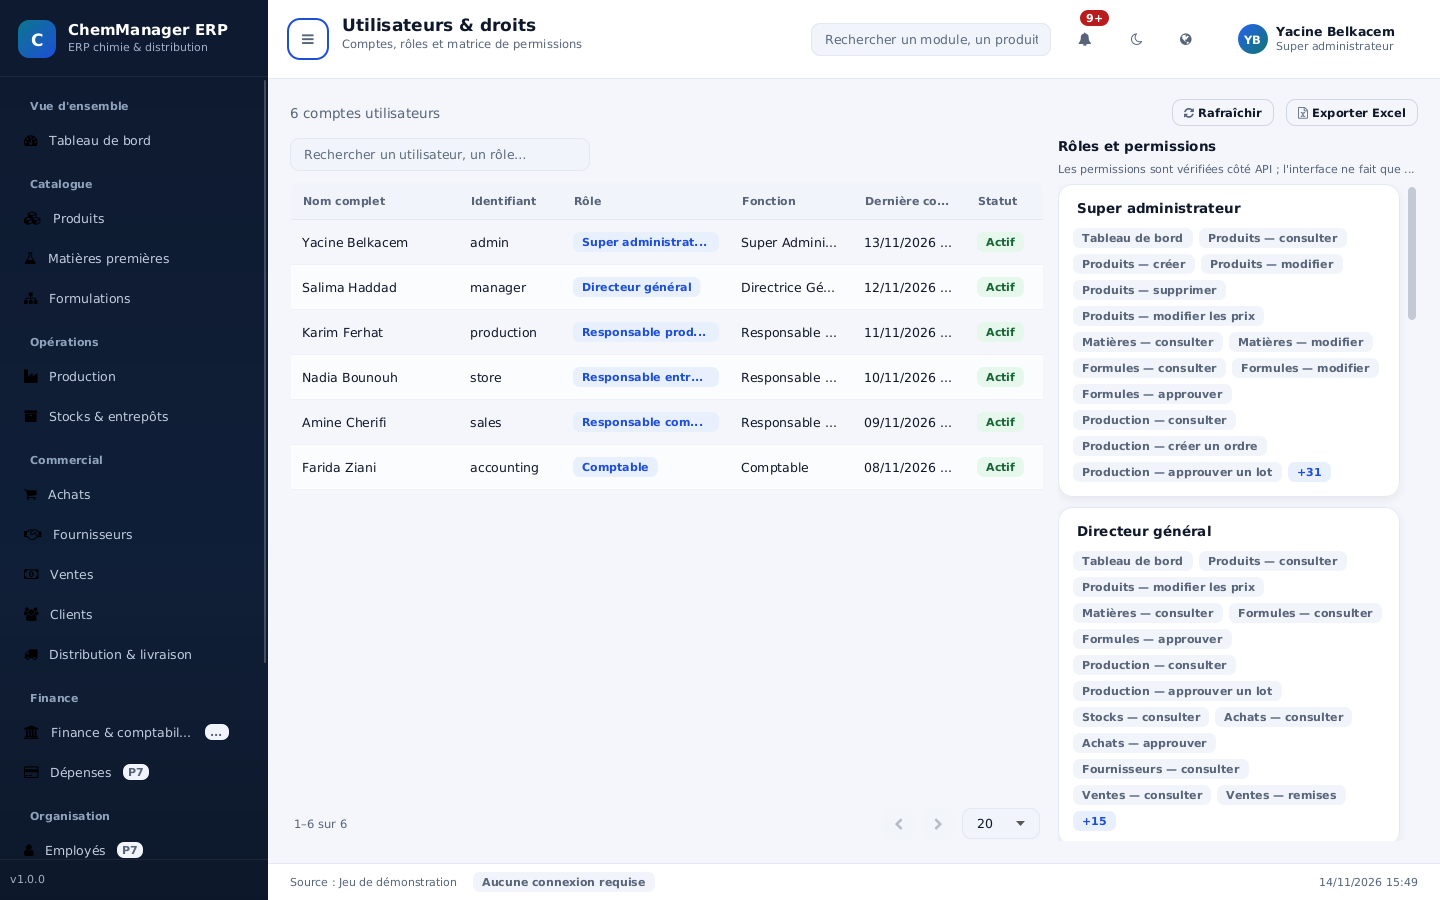 C
ChemManager ERP
ERP chimie & distribution
Vue d'ensemble
Tableau de bord
Catalogue
Produits
Matières premières
Formulations
Opérations
Production
Stocks & entrepôts
Commercial
Achats
Fournisseurs
Ventes
Clients
Distribution & livraison
Finance
Finance & comptabil... ...
Dépenses P7
Organisation
Employés P7
v1.0.0
Utilisateurs & droits
Comptes, rôles et matrice de permissions
Rechercher un module, un produit
9+
YB
Yacine Belkacem
Super administrateur
6 comptes utilisateurs
Rafraîchir
Exporter Excel
Rechercher un utilisateur, un rôle...
Nom complet Identifiant Rôle Fonction Dernière co... Statut
Yacine Belkacem admin Super administrat... Super Admini... 13/11/2026 ... Actif
Salima Haddad manager Directeur général Directrice Gé... 12/11/2026 ... Actif
Karim Ferhat production Responsable prod... Responsable ... 11/11/2026 ... Actif
Nadia Bounouh store Responsable entr... Responsable ... 10/11/2026 ... Actif
Amine Cherifi sales Responsable com... Responsable ... 09/11/2026 ... Actif
Farida Ziani accounting Comptable Comptable 08/11/2026 ... Actif
1–6 sur 6
20
Rôles et permissions
Les permissions sont vérifiées côté API ; l'interface ne fait que ...
Super administrateur
Tableau de bord Produits — consulter
Produits — créer Produits — modifier
Produits — supprimer
Produits — modifier les prix
Matières — consulter Matières — modifier
Formules — consulter Formules — modifier
Formules — approuver
Production — consulter
Production — créer un ordre
Production — approuver un lot +31
Directeur général
Tableau de bord Produits — consulter
Produits — modifier les prix
Matières — consulter Formules — consulter
Formules — approuver
Production — consulter
Production — approuver un lot
Stocks — consulter Achats — consulter
Achats — approuver
Fournisseurs — consulter
Ventes — consulter Ventes — remises
+15
Source : Jeu de démonstration
Aucune connexion requise
14/11/2026 15:49